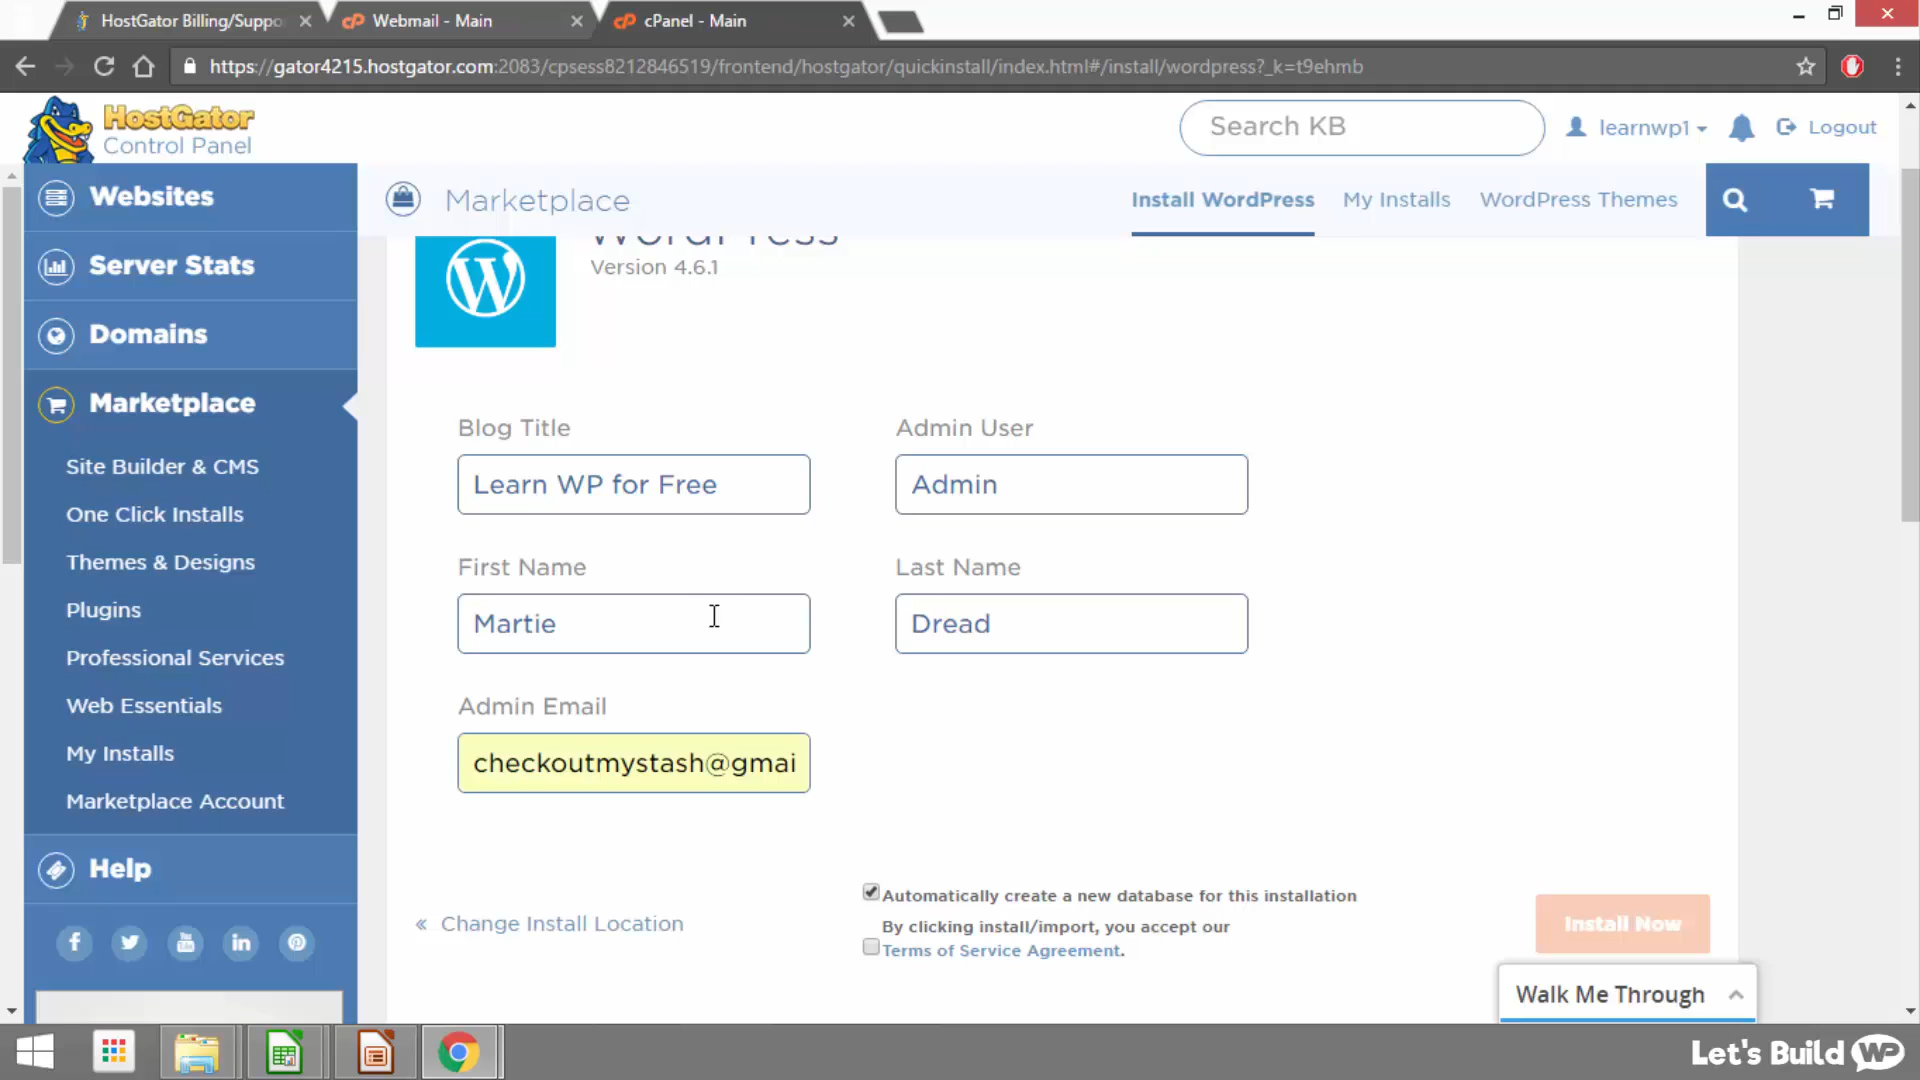 HostGator Billing/Suppo
Webmail - Main
cPanel - Main
https://gator4215.hostgator.com:2083/cpsess8212846519/frontend/hostgator/quickinstall/index.html#/install/wordpress?_k=t9ehmb
HostGator
Control Panel
Search KB
learnwp1
Logout
Websites
Marketplace
Install WordPress
My Installs
WordPress Themes
WordPress
Version 4.6.1
Server Stats
Domains
Marketplace
Site Builder & CMS
One Click Installs
Themes & Designs
Plugins
Professional Services
Web Essentials
My Installs
Marketplace Account
Help
Blog Title
Admin User
Learn WP for Free
Admin
First Name
Last Name
Martie
Dread
Admin Email
checkoutmystash@gmai
« Change Install Location
Automatically create a new database for this installation
By clicking install/import, you accept our
Terms of Service Agreement.
Install Now
Walk Me Through
Let's Build WP